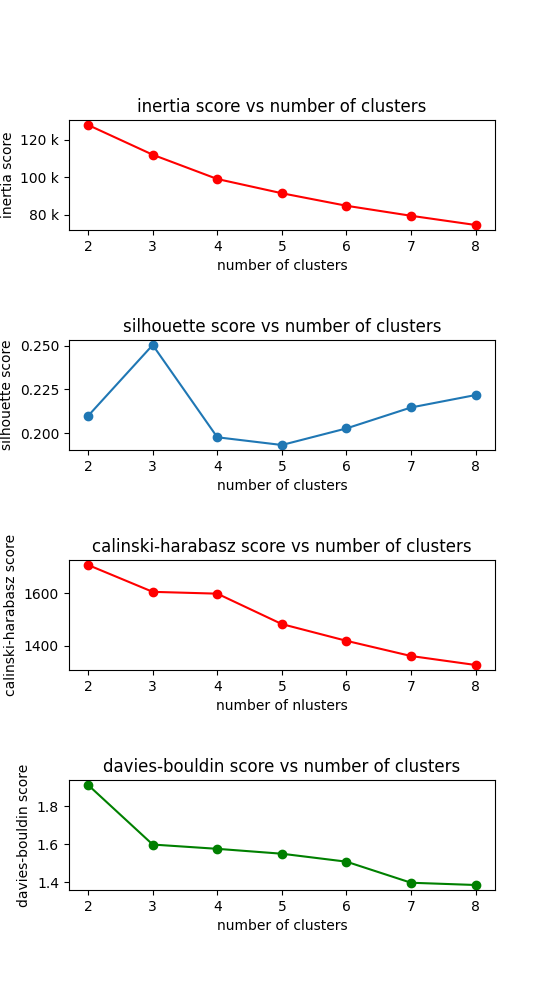 inertia score vs number of clusters
inertia score
120 k
100 k
80 k
2 3 4 5 6 7 8
number of clusters
silhouette score vs number of clusters
silhouette score
0.250
0.225
0.200
2 3 4 5 6 7 8
number of clusters
calinski-harabasz score vs number of clusters
calinski-harabasz score
1600
1400
2 3 4 5 6 7 8
number of nlusters
davies-bouldin score vs number of clusters
davies-bouldin score
1.8
1.6
1.4
2 3 4 5 6 7 8
number of clusters